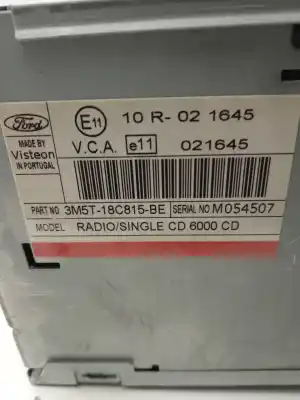 Ford
E11
10 R- 02 1645
MADE BY
Visteon
IN PORTUGAL
V.C.A.
e11
021645
PART NO
3M5T-18C815-BE
SERIAL NO.
M054507
MODEL
RADIO/SINGLE CD 6000 CD